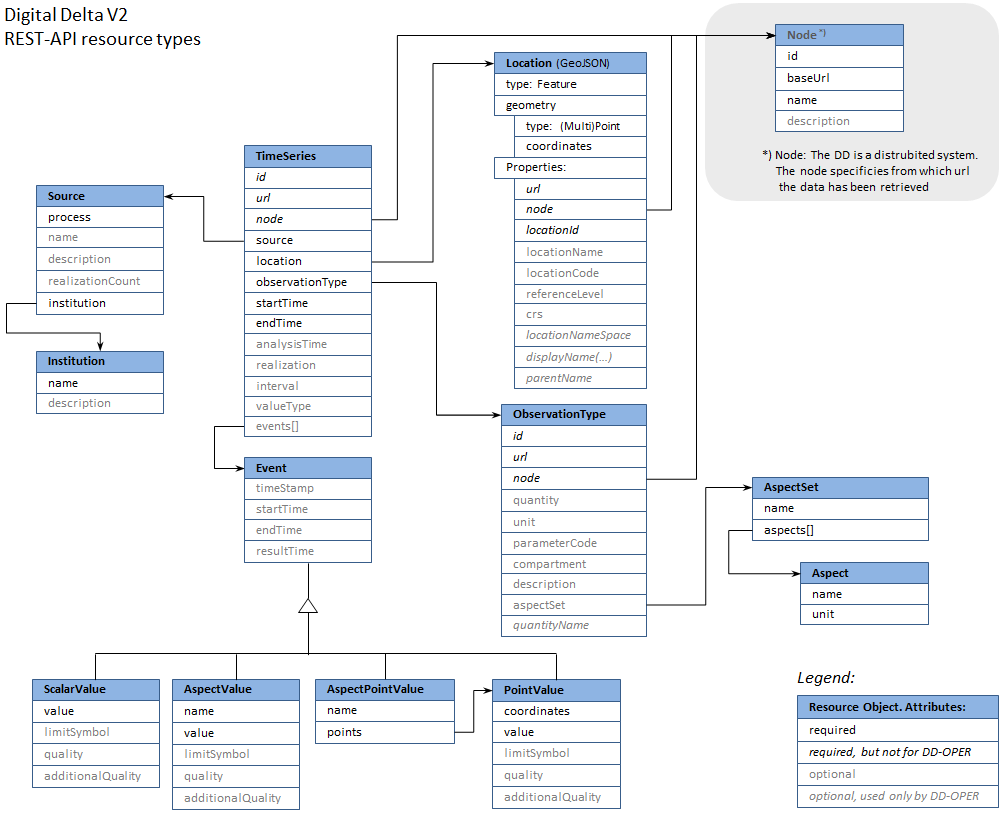 Digital Delta V2
REST-API resource types
Node *)
id
baseUrl
name
description
*) Node: The DD is a distrubited system.
The node specificies from which url
the data has been retrieved
Location (GeoJSON)
type: Feature
geometry
type: (Multi)Point
coordinates
Properties:
url
node
locationId
locationName
locationCode
referenceLevel
crs
locationNameSpace
displayName(...)
parentName
TimeSeries
id
url
node
source
location
observationType
startTime
endTime
analysisTime
realization
interval
valueType
events[]
Source
process
name
description
realizationCount
institution
Institution
name
description
Event
timeStamp
startTime
endTime
resultTime
ObservationType
id
url
node
quantity
unit
parameterCode
compartment
description
aspectSet
quantityName
AspectSet
name
aspects[]
Aspect
name
unit
ScalarValue
value
limitSymbol
quality
additionalQuality
AspectValue
name
value
limitSymbol
quality
additionalQuality
AspectPointValue
name
points
PointValue
coordinates
value
limitSymbol
quality
additionalQuality
Legend:
Resource Object. Attributes:
required
required, but not for DD-OPER
optional
optional, used only by DD-OPER